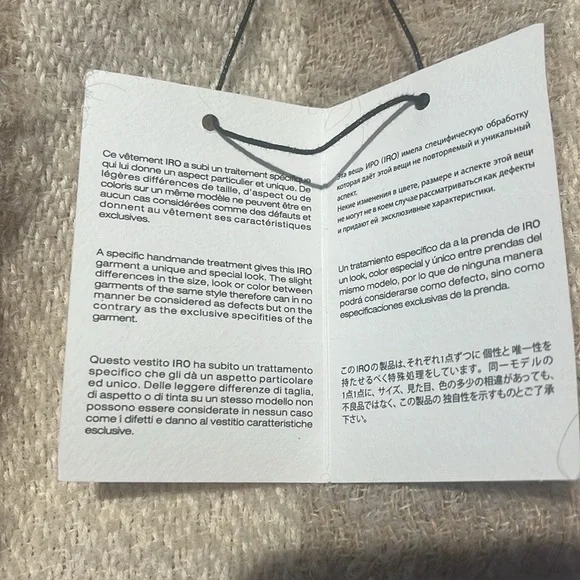 Ce vêtement IRO a subi un traitement spécifique
qui lui donne un aspect particulier et unique. De
légères différences de taille, d'aspect ou de
coloris sur un même modèle ne peuvent être en
aucun cas considérées comme des défauts et
donnent au vêtement ses caractéristiques
exclusives.
A specific handmande treatment gives this IRO
garment a unique and special look. The slight
differences in the size, look or color between
garments of the same style therefore can in no
manner be considered as defects but on the
contrary as the exclusive specifities of the
garment.
Questo vestito IRO ha subito un trattamento
specifico che gli dà un aspetto particolare
ed unico. Delle leggere differenze di taglia,
di aspetto o di tinta su un stesso modello non
possono essere considerate in nessun caso
come i difetti e danno al vestito caratteristiche
esclusive.
Эта вещь ИРО (IRO) имела специфическую обработку
которая даёт этой вещи не повторяемый и уникальный
аспект.
Некие изменения в цвете, размере и аспекте этой вещи
не могут не в коем случае рассматриваться как дефекты
и придают ей эксклюзивные характеристики.
Un tratamiento específico da a la prenda de IRO
un look, color especial y único entre prendas del
mismo modelo, por lo que de ninguna manera
podrá considerarse como defecto, sino como
especificaciones exclusivas de la prenda.
このIROの製品は、それぞれ1点ずつに 個性と唯一性を
持たせるべく特殊処理をしています。同一モデルの
1点1点に、サイズ、見た目、色の多少の相違があっても、
不良品ではなく、この製品の 独自性を示すものとご了承
下さい。